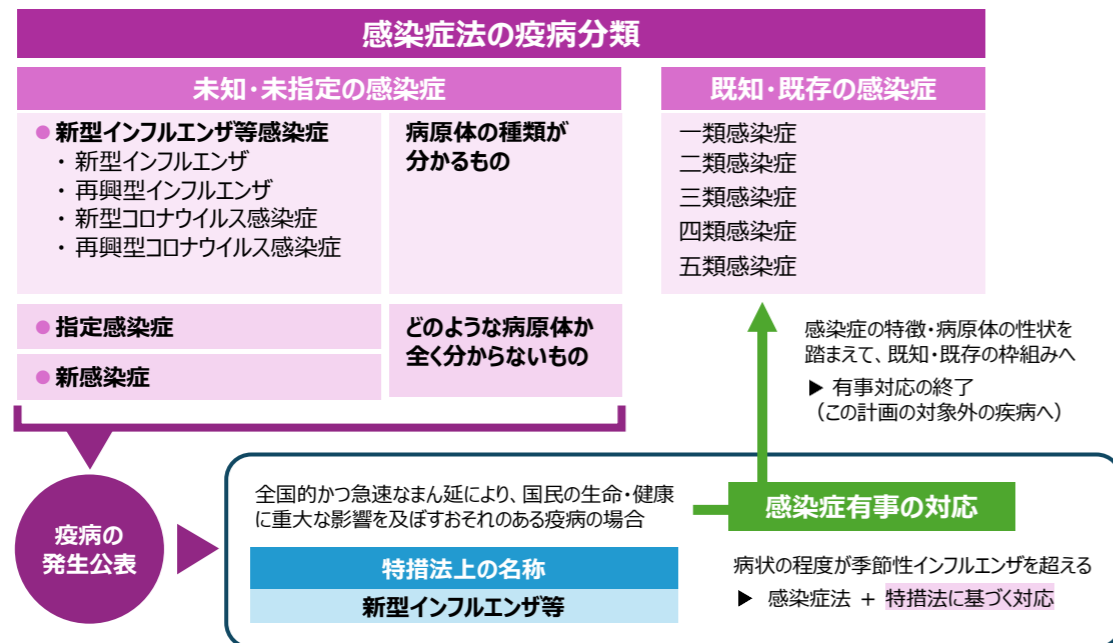 感染症法の疫病分類
未知・未指定の感染症
● 新型インフルエンザ等感染症
・ 新型インフルエンザ
・ 再興型インフルエンザ
・ 新型コロナウイルス感染症
・ 再興型コロナウイルス感染症
病原体の種類が
分かるもの
● 指定感染症
● 新感染症
どのような病原体か
全く分からないもの
既知・既存の感染症
一類感染症
二類感染症
三類感染症
四類感染症
五類感染症
感染症の特徴・病原体の性状を
踏まえて、既知・既存の枠組みへ
▶ 有事対応の終了
（この計画の対象外の疾病へ）
疫病の
発生公表
全国的かつ急速なまん延により、国民の生命・健康
に重大な影響を及ぼすおそれのある疫病の場合
特措法上の名称
新型インフルエンザ等
感染症有事の対応
病状の程度が季節性インフルエンザを超える
▶ 感染症法 + 特措法に基づく対応